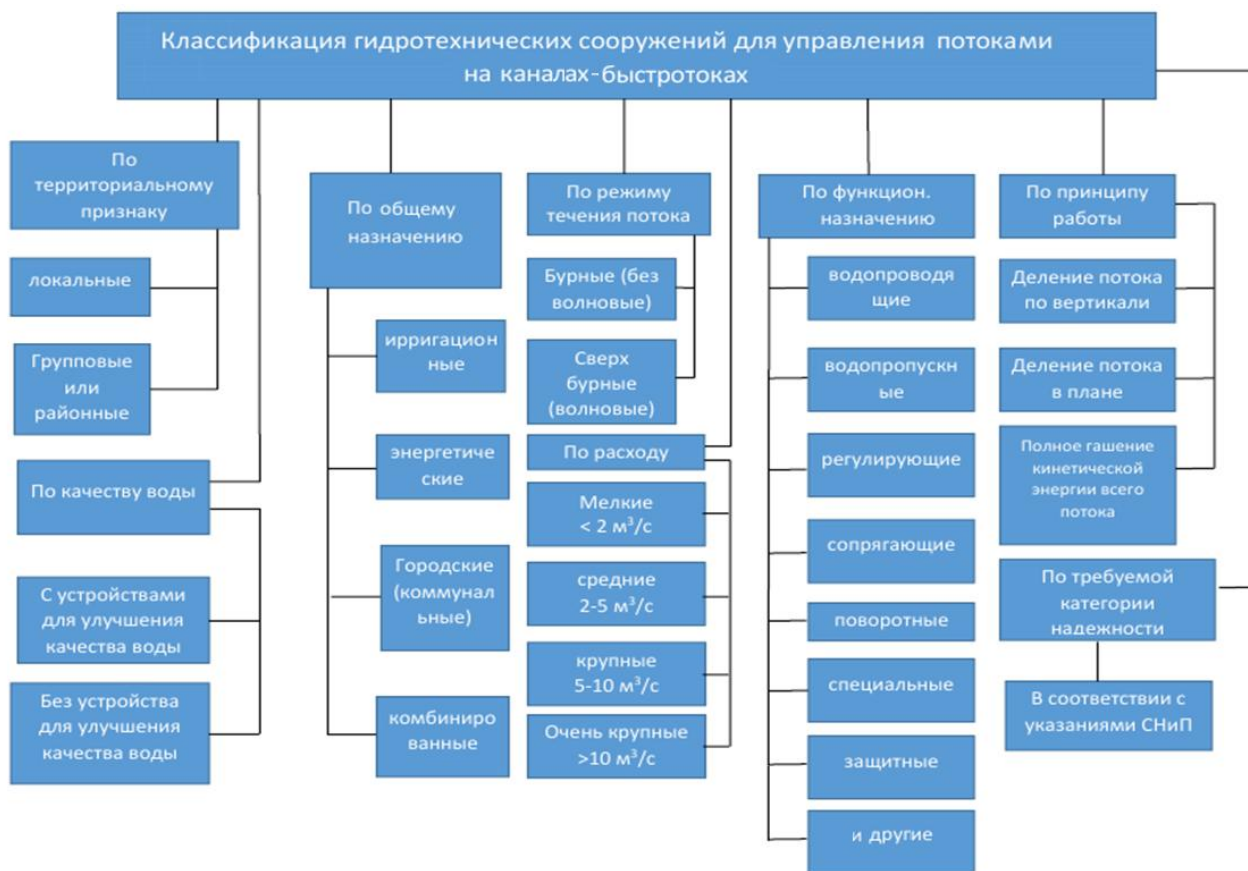 Классификация гидротехнических сооружений для управления потоками
на каналах-быстротоках
По
территориальному
признаку
локальные
Групповые
или
районные
По качеству воды
С устройствами
для улучшения
качества воды
Без устройства
для улучшения
качества воды
По общему
назначению
ирригацион
ные
энергетиче
ские
Городские
(коммунал
ьные)
комбиниро
ванные
По режиму
течения потока
Бурные (без
волновые)
Сверх
бурные
(волновые)
По расходу
Мелкие
< 2 м³/с
средние
2-5 м³/с
крупные
5-10 м³/с
Очень крупные
>10 м³/с
По функцион.
назначению
водопроводя
щие
водопропускн
ые
регулирующие
сопрягающие
поворотные
специальные
защитные
и другие
По принципу
работы
Деление потока
по вертикали
Деление потока
в плане
Полное гашение
кинетической
энергии всего
потока
По требуемой
категории
надежности
В соответствии с
указаниями СНиП